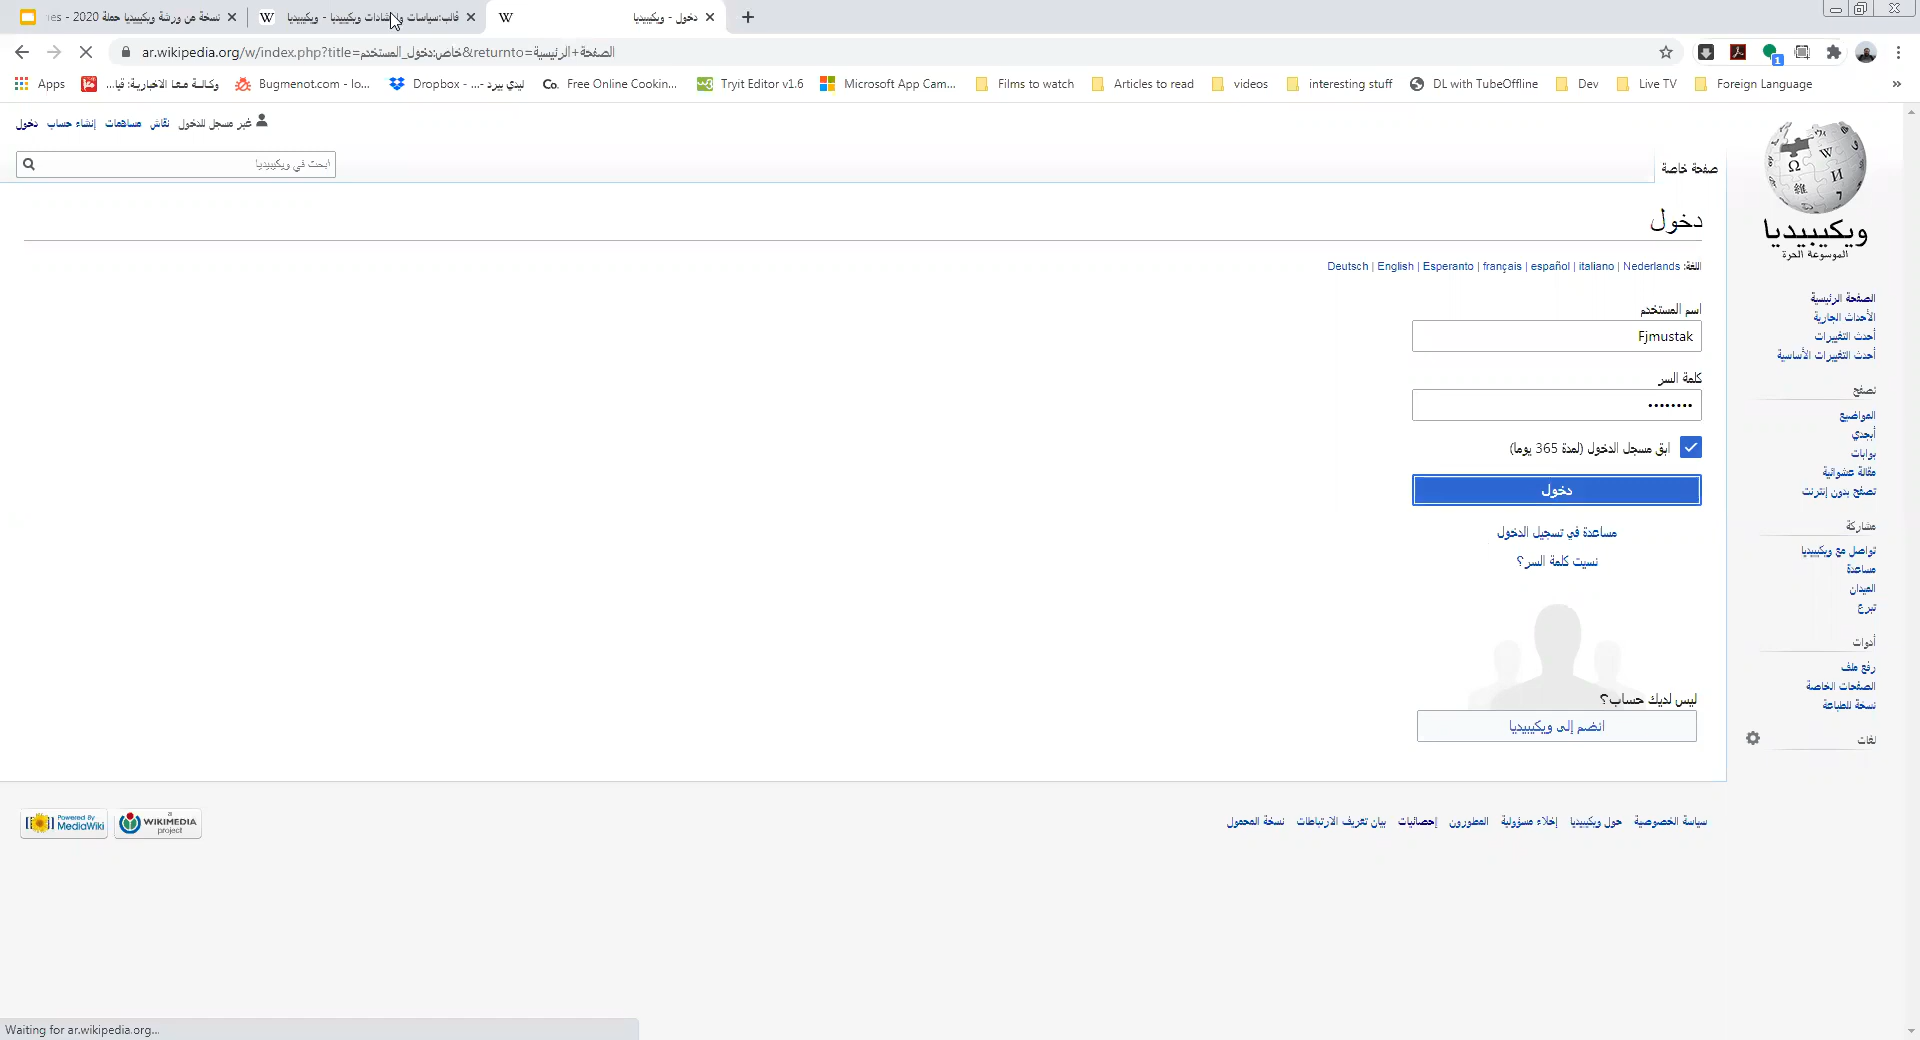 نسخة من ورشة ويكيبيديا حملة 2020 - nes
قالب:سياسات و شادات ويكيبيديا - ويكيبيديا
دخول - ويكيبيديا
ar.wikipedia.org/w/index.php?title=خاص:دخول_المستخدم&returnto=الصفحة+الرئيسية
Apps
وكالة معا الاخبارية: قيا...
Bugmenot.com - lo...
Dropbox - ...- ليدي بيرد
Free Online Cookin...
Tryit Editor v1.6
Microsoft App Cam...
Films to watch
Articles to read
videos
interesting stuff
DL with TubeOffline
Dev
Live TV
Foreign Language
»
غير مسجل للدخول نقاش مساهمات إنشاء حساب دخول
صفحة خاصة
ابحث في ويكيبيديا
ويكيبيديا
الموسوعة الحرة
دخول
اللغة: Deutsch | English | Esperanto | français | español | italiano | Nederlands
اسم المستخدم
Fjmustak
كلمة السر
••••••••
ابق مسجل الدخول (لمدة 365 يوما)
دخول
مساعدة في تسجيل الدخول
نسيت كلمة السر؟
ليس لديك حساب؟
انضم إلى ويكيبيديا
الصفحة الرئيسية
الأحداث الجارية
أحدث التغييرات
أحدث التغييرات الأساسية
تصفح
المواضيع
أبجدي
بوابات
مقالة عشوائية
تصفح بدون إنترنت
مشاركة
تواصل مع ويكيبيديا
مساعدة
الميدان
تبرع
أدوات
رفع ملف
الصفحات الخاصة
نسخة للطباعة
لغات
سياسة الخصوصية حول ويكيبيديا إخلاء مسؤولية المطورون إحصائيات بيان تعريف الارتباطات نسخة المحمول
Powered By MediaWiki
a WIKIMEDIA project
Waiting for ar.wikipedia.org...